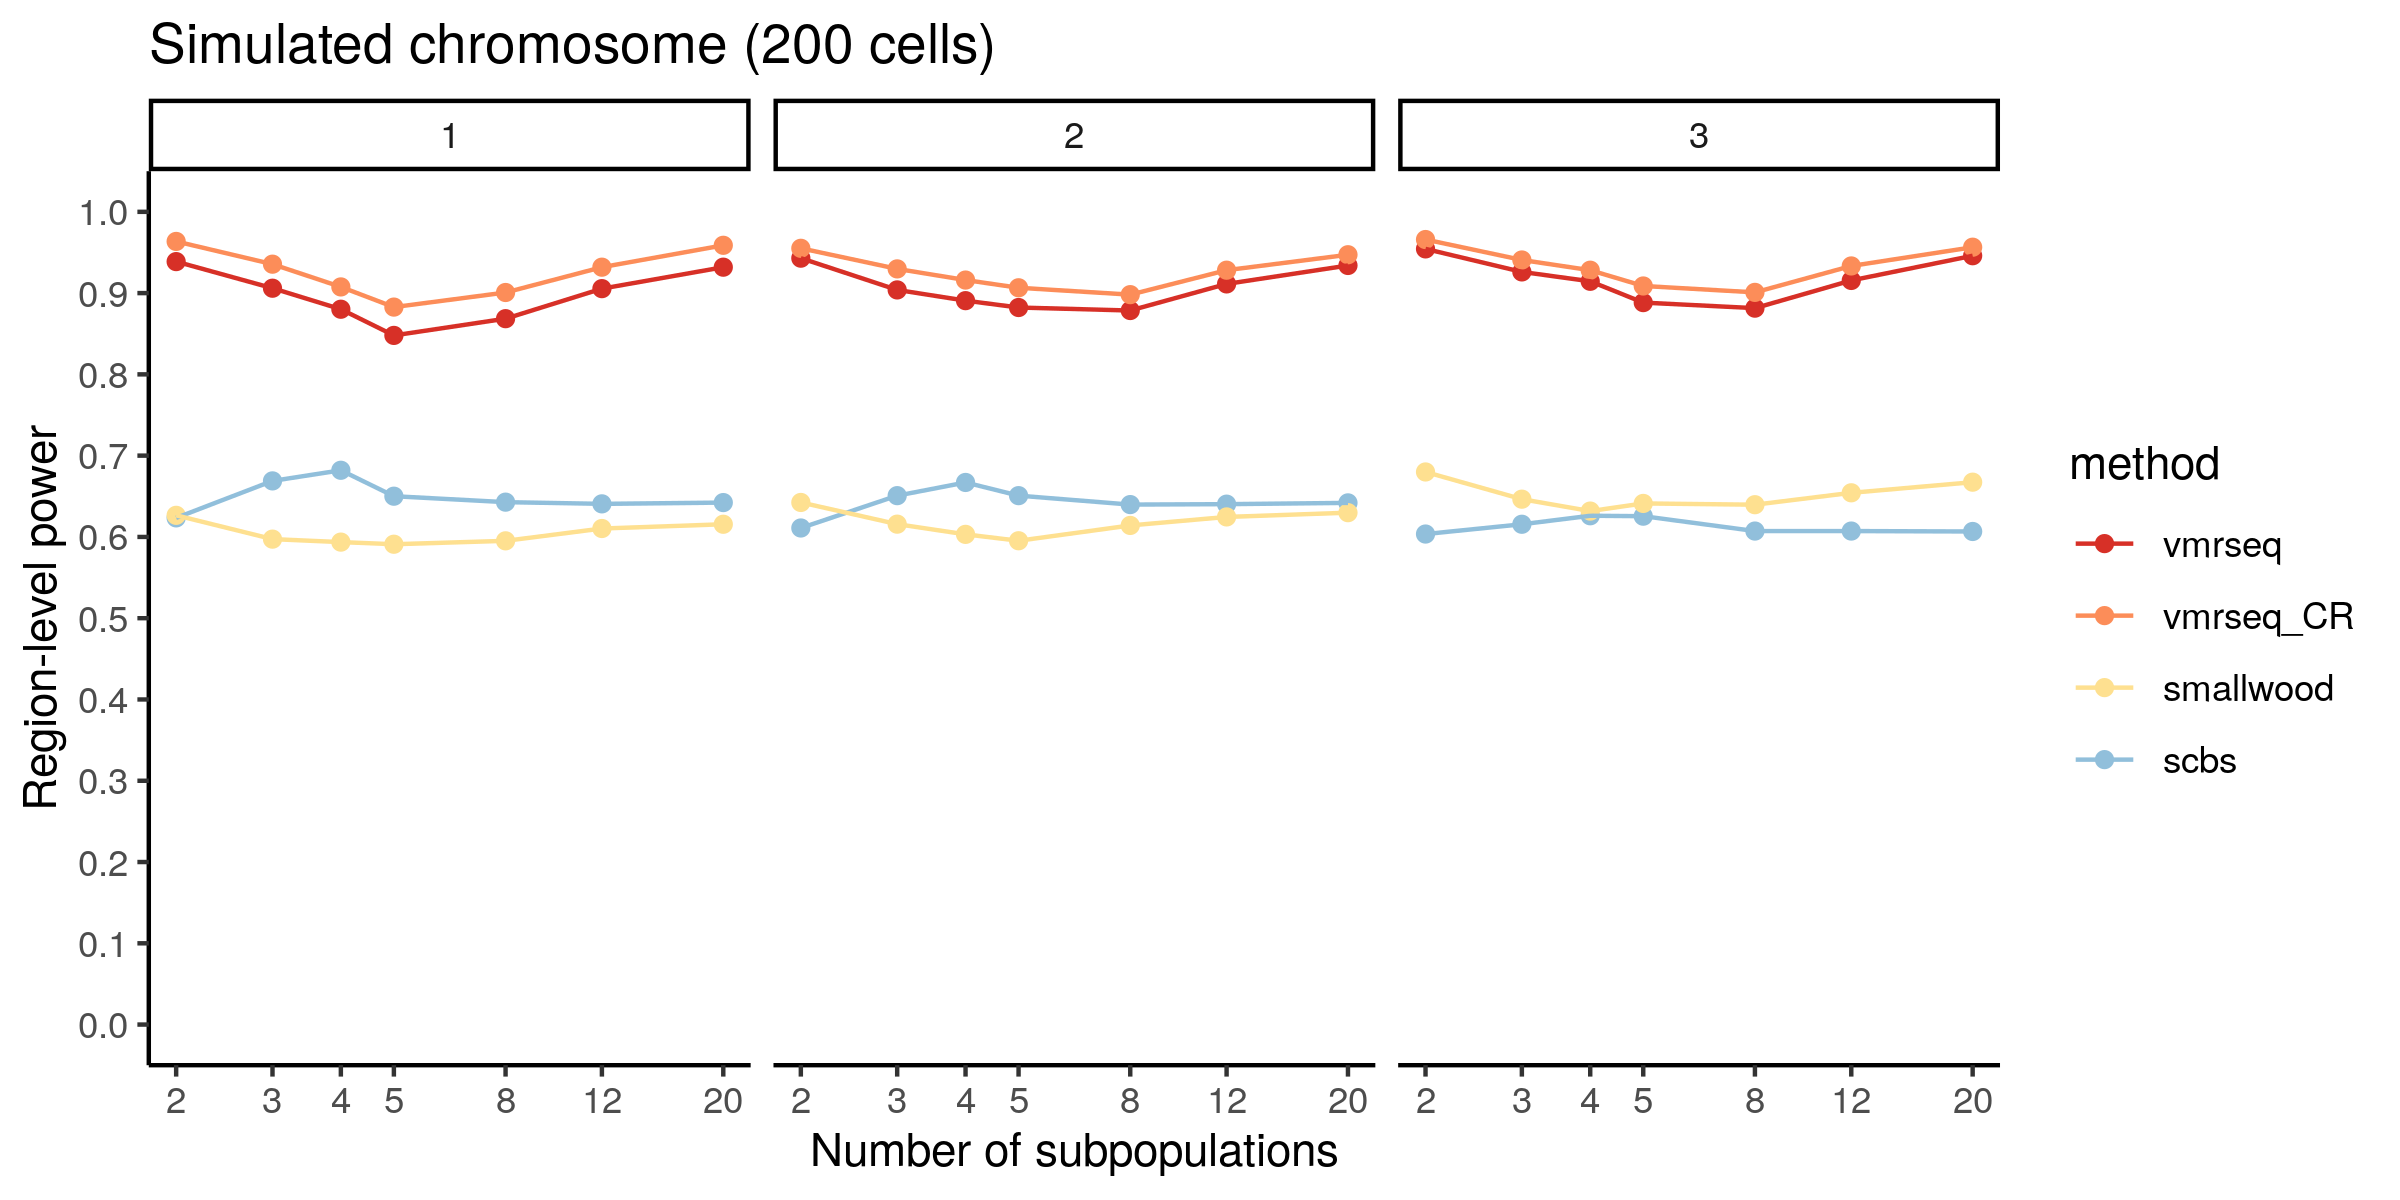 Simulated chromosome (200 cells)
1 2 3
1.0
0.9
0.8
0.7
0.6
0.5
0.4
0.3
0.2
0.1
0.0
Region-level power
2 3 4 5 8 12 20 2 3 4 5 8 12 20 2 3 4 5 8 12 20
Number of subpopulations
method
vmrseq
vmrseq_CR
smallwood
scbs